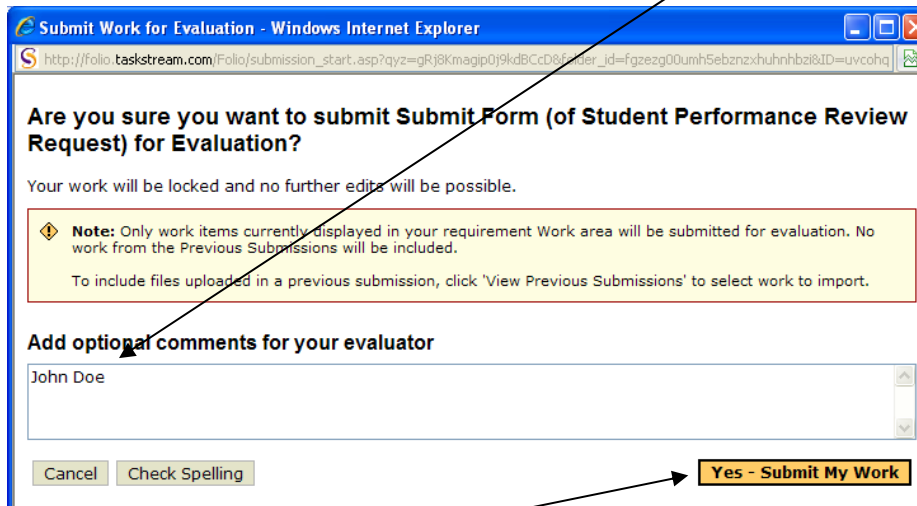 Submit Work for Evaluation - Windows Internet Explorer
http://folio.taskstream.com/Folio/submission_start.asp?qyz=gRj8Kmagip0j9kdBCcD&folder_id=fgzezg00umh5ebznzxhuhnhbzi&ID=uvcohq
Are you sure you want to submit Submit Form (of Student Performance Review
Request) for Evaluation?
Your work will be locked and no further edits will be possible.
Note: Only work items currently displayed in your requirement Work area will be submitted for evaluation. No
work from the Previous Submissions will be included.
To include files uploaded in a previous submission, click 'View Previous Submissions' to select work to import.
Add optional comments for your evaluator
John Doe
Cancel Check Spelling Yes - Submit My Work